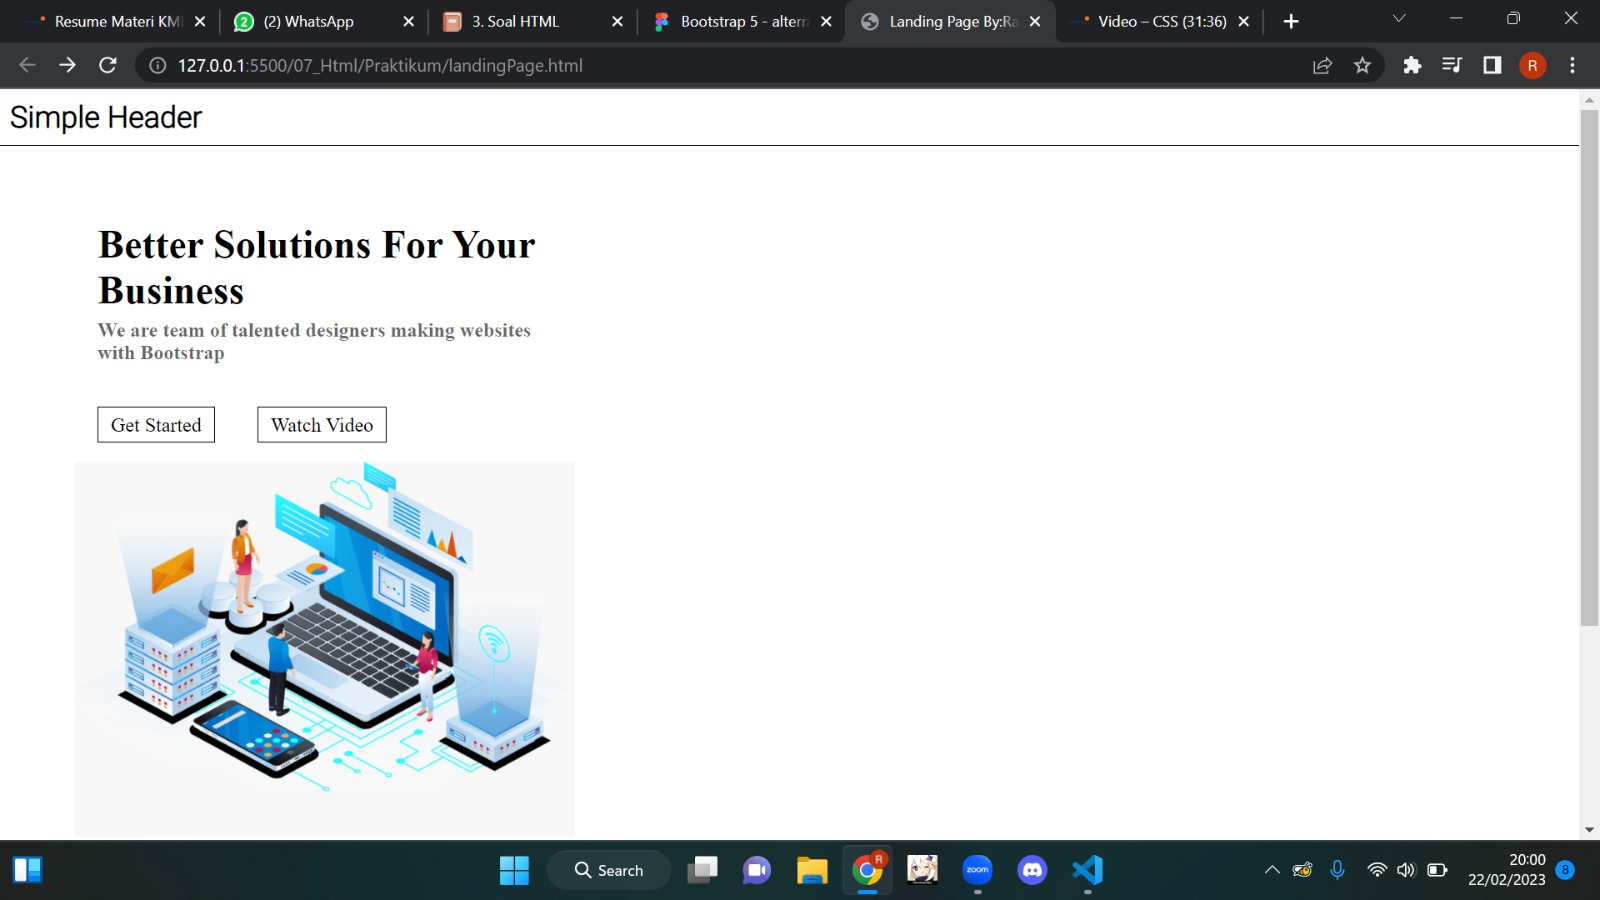 Resume Materi KM
2
(2) WhatsApp
3. Soal HTML
Bootstrap 5 - alterr
Landing Page By:Ra
Video – CSS (31:36)
127.0.0.1:5500/07_Html/Praktikum/landingPage.html
R
Simple Header
Better Solutions For Your
Business
We are team of talented designers making websites
with Bootstrap
Get Started
Watch Video
Search
R
zoom
20:00
22/02/2023
8